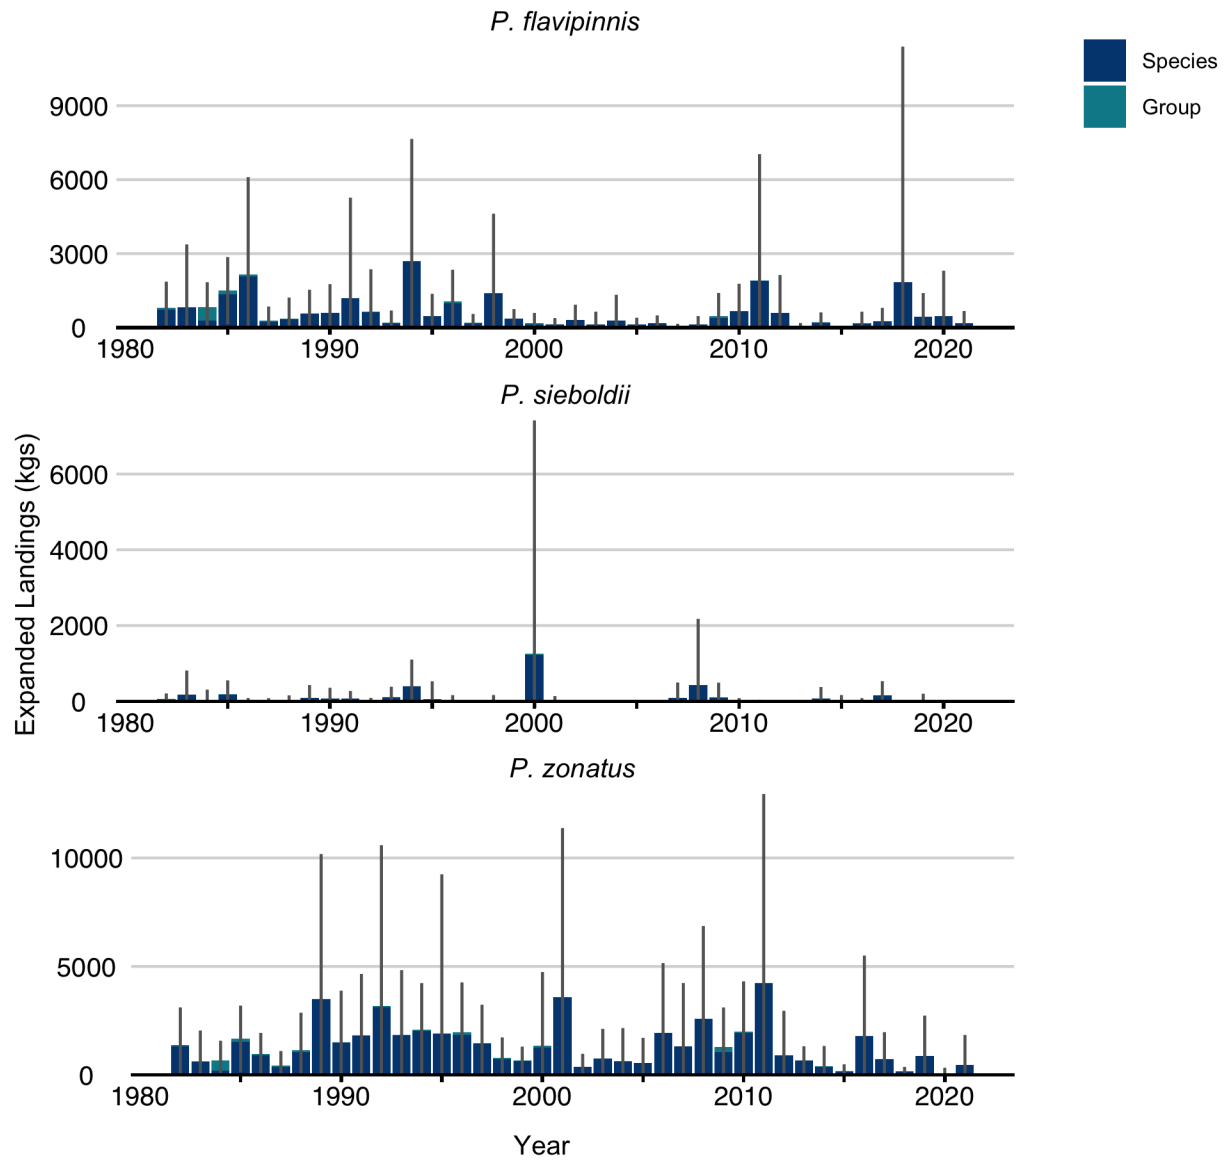 P. flavipinnis
Species
Group
9000
6000
3000
0
1980 1990 2000 2010 2020
P. sieboldii
Expanded Landings (kgs)
6000
4000
2000
0
1980 1990 2000 2010 2020
P. zonatus
10000
5000
0
1980 1990 2000 2010 2020
Year